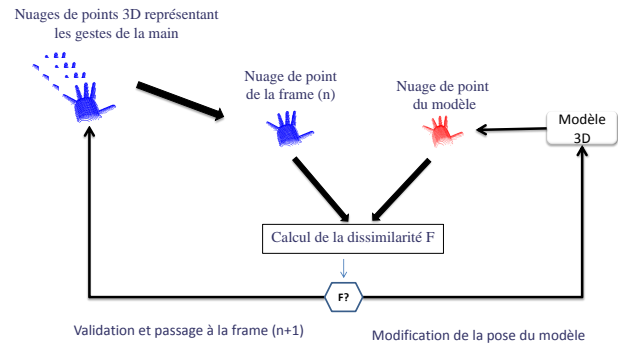 Nuages de points 3D représentant
les gestes de la main
Nuage de point
de la frame (n)
Nuage de point
du modèle
Modèle
3D
Calcul de la dissimilarité F
F?
Validation et passage à la frame (n+1)
Modification de la pose du modèle